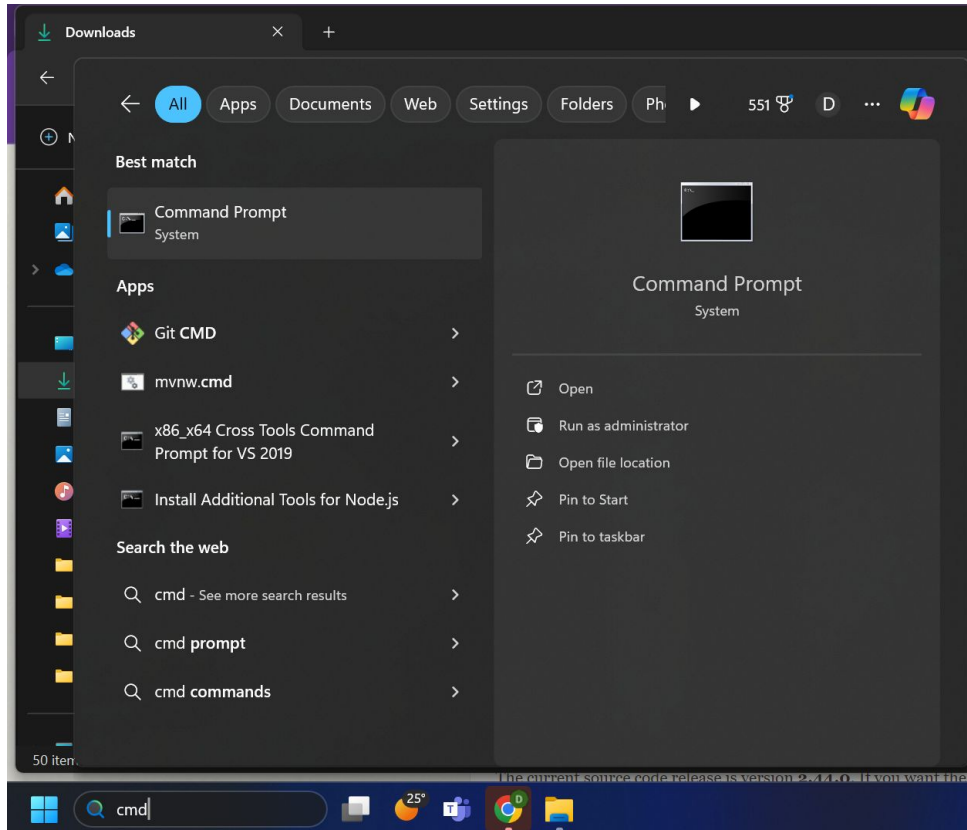 Downloads
All Apps Documents Web Settings Folders 551 D ...
Best match
Command Prompt
System
Apps
Git CMD
mvnw.cmd
x86_x64 Cross Tools Command
Prompt for VS 2019
Install Additional Tools for Node.js
Search the web
cmd - See more search results
cmd prompt
cmd commands
Command Prompt
System
Open
Run as administrator
Open file location
Pin to Start
Pin to taskbar
50 item
The current source code release is version 2.44.0. If you want the
cmd
25°
T
D